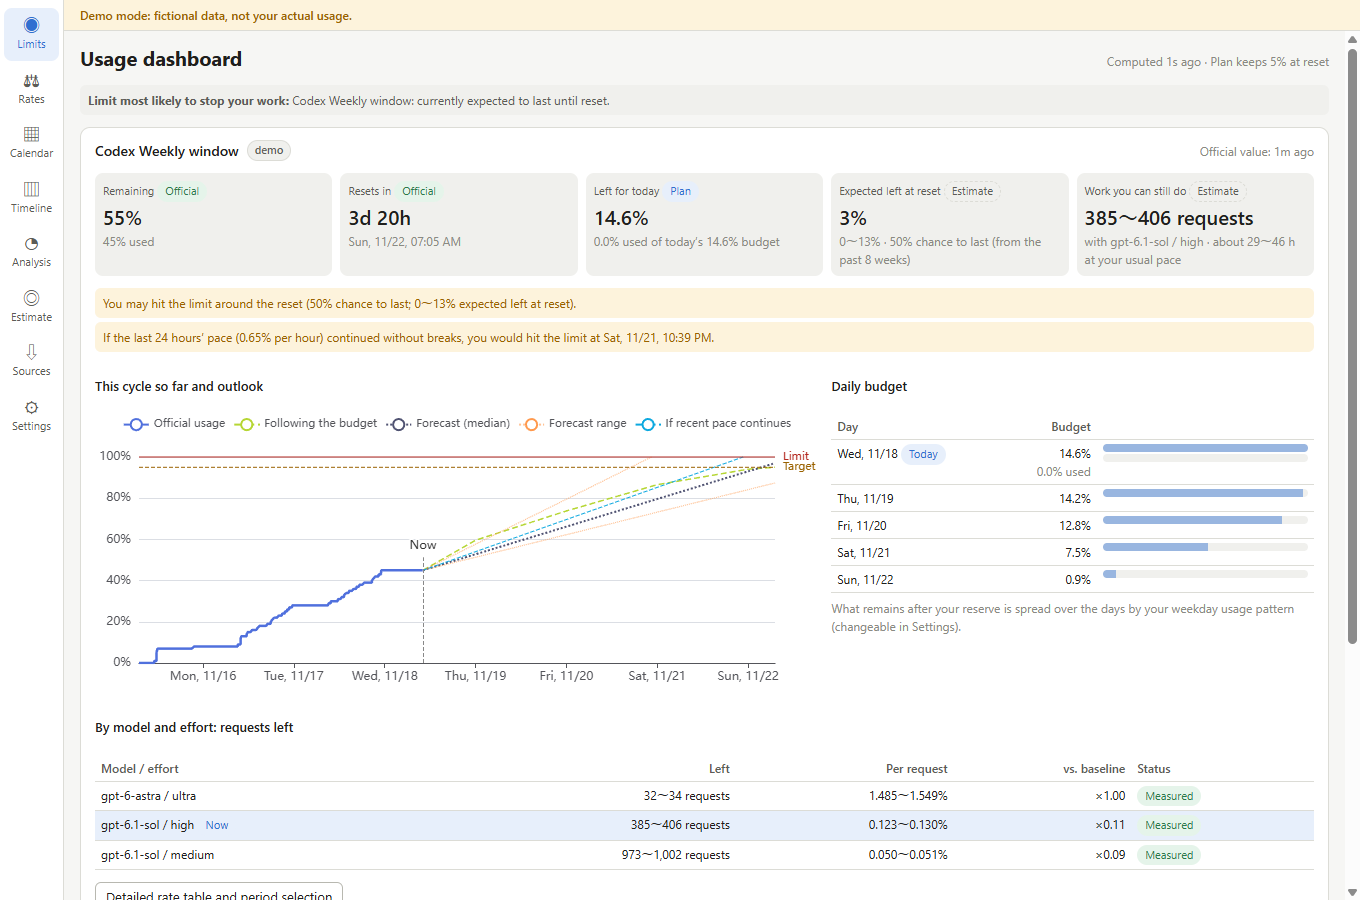 Demo mode: fictional data, not your actual usage.
Limits
Rates
Calendar
Timeline
Analysis
Estimate
Sources
Settings
Usage dashboard
Computed 1s ago · Plan keeps 5% at reset
Limit most likely to stop your work: Codex Weekly window: currently expected to last until reset.
Codex Weekly window demo
Official value: 1m ago
Remaining Official
55%
45% used
Resets in Official
3d 20h
Sun, 11/22, 07:05 AM
Left for today Plan
14.6%
0.0% used of today's 14.6% budget
Expected left at reset Estimate
3%
0〜13% · 50% chance to last (from the
past 8 weeks)
Work you can still do Estimate
385〜406 requests
with gpt-6.1-sol / high · about 29〜46 h
at your usual pace
You may hit the limit around the reset (50% chance to last; 0〜13% expected left at reset).
If the last 24 hours' pace (0.65% per hour) continued without breaks, you would hit the limit at Sat, 11/21, 10:39 PM.
This cycle so far and outlook
Official usage Following the budget Forecast (median) Forecast range If recent pace continues
100%
80%
60%
40%
20%
0%
Limit
Target
Now
Mon, 11/16 Tue, 11/17 Wed, 11/18 Thu, 11/19 Fri, 11/20 Sat, 11/21 Sun, 11/22
Daily budget
Day Budget
Wed, 11/18 Today 14.6%
0.0% used
Thu, 11/19 14.2%
Fri, 11/20 12.8%
Sat, 11/21 7.5%
Sun, 11/22 0.9%
What remains after your reserve is spread over the days by your weekday usage pattern
(changeable in Settings).
By model and effort: requests left
Model / effort Left Per request vs. baseline Status
gpt-6-astra / ultra 32〜34 requests 1.485〜1.549% ×1.00 Measured
gpt-6.1-sol / high Now 385〜406 requests 0.123〜0.130% ×0.11 Measured
gpt-6.1-sol / medium 973〜1,002 requests 0.050〜0.051% ×0.09 Measured
Detailed rate table and period selection